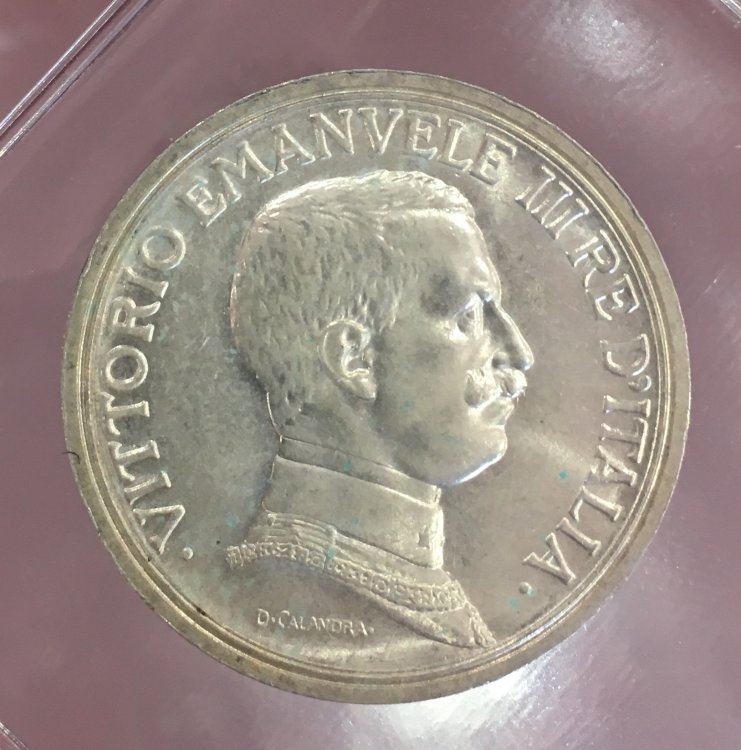 · VITTORIO EMANVELE III RE D'ITALIA ·
D · CALANDRA ·